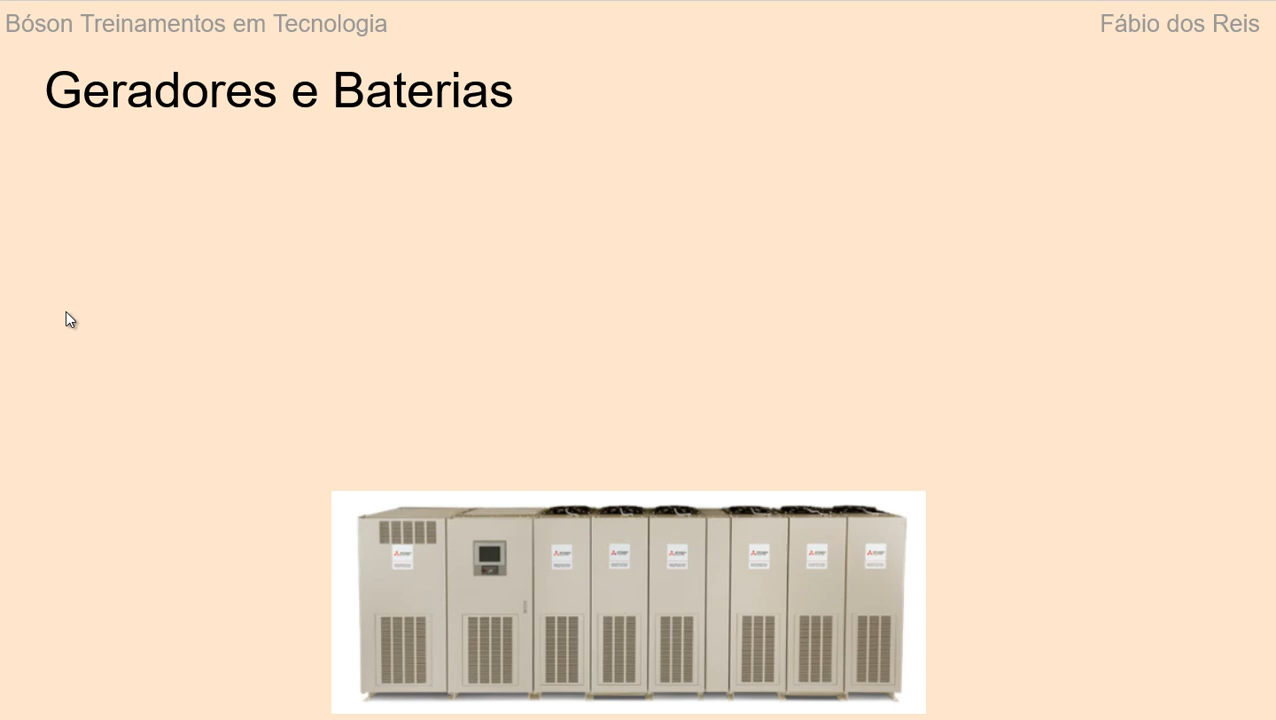 Bóson Treinamentos em Tecnologia
Fábio dos Reis
Geradores e Baterias